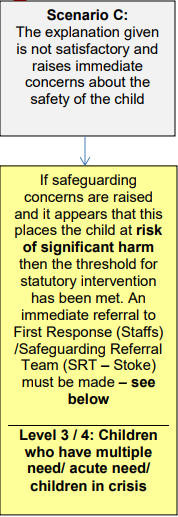 Scenario C:
The explanation given
is not satisfactory and
raises immediate
concerns about the
safety of the child
If safeguarding
concerns are raised
and it appears that this
places the child at risk
of significant harm
then the threshold for
statutory intervention
has been met. An
immediate referral to
First Response (Staffs)
/Safeguarding Referral
Team (SRT – Stoke)
must be made – see
below
Level 3 / 4: Children
who have multiple
need/ acute need/
children in crisis